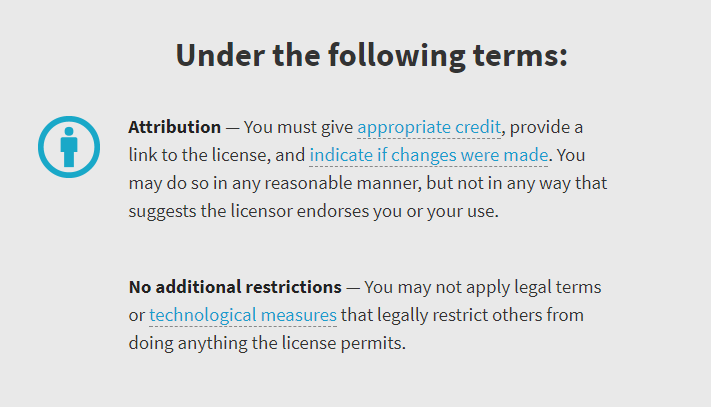 Under the following terms:
Attribution — You must give appropriate credit, provide a
link to the license, and indicate if changes were made. You
may do so in any reasonable manner, but not in any way that
suggests the licensor endorses you or your use.
No additional restrictions — You may not apply legal terms
or technological measures that legally restrict others from
doing anything the license permits.